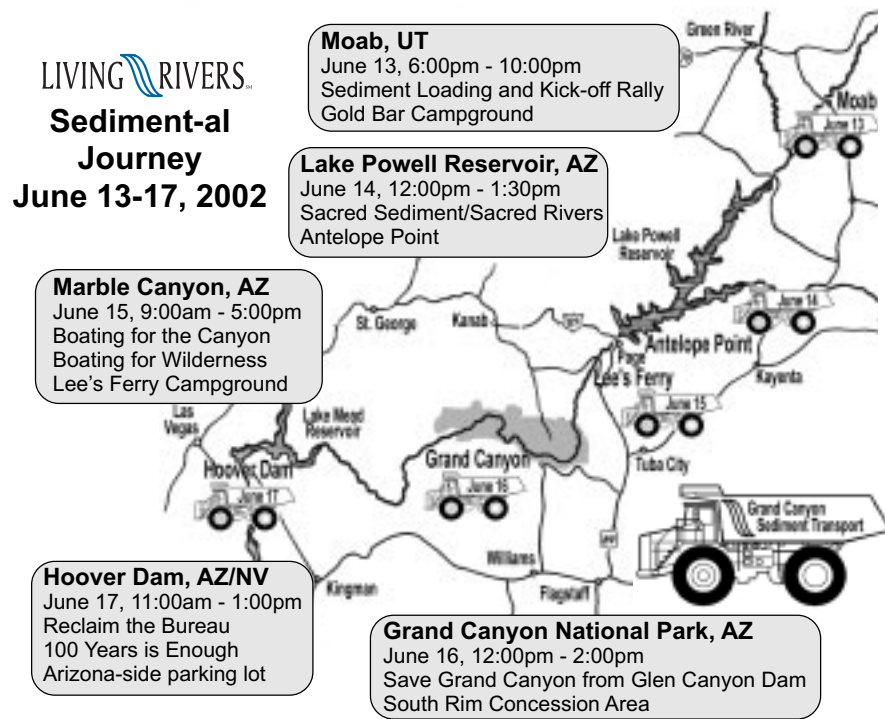 LIVING RIVERS
Sediment-al
Journey
June 13-17, 2002
Moab, UT
June 13, 6:00pm - 10:00pm
Sediment Loading and Kick-off Rally
Gold Bar Campground
Lake Powell Reservoir, AZ
June 14, 12:00pm - 1:30pm
Sacred Sediment/Sacred Rivers
Antelope Point
Marble Canyon, AZ
June 15, 9:00am - 5:00pm
Boating for the Canyon
Boating for Wilderness
Lee's Ferry Campground
Green River
Moab
June 13
Lake Powell
Reservoir
June 14
St. George
Kanab
Antelope Point
Page
Lee's Ferry
Kayenta
June 15
Las
Vegas
Lake Mead
Reservoir
Hoover Dam
June 17
Grand Canyon
June 16
Tuba City
Grand Canyon
Sediment Transport
Williams
Flagstaff
Kingman
Hoover Dam, AZ/NV
June 17, 11:00am - 1:00pm
Reclaim the Bureau
100 Years is Enough
Arizona-side parking lot
Grand Canyon National Park, AZ
June 16, 12:00pm - 2:00pm
Save Grand Canyon from Glen Canyon Dam
South Rim Concession Area